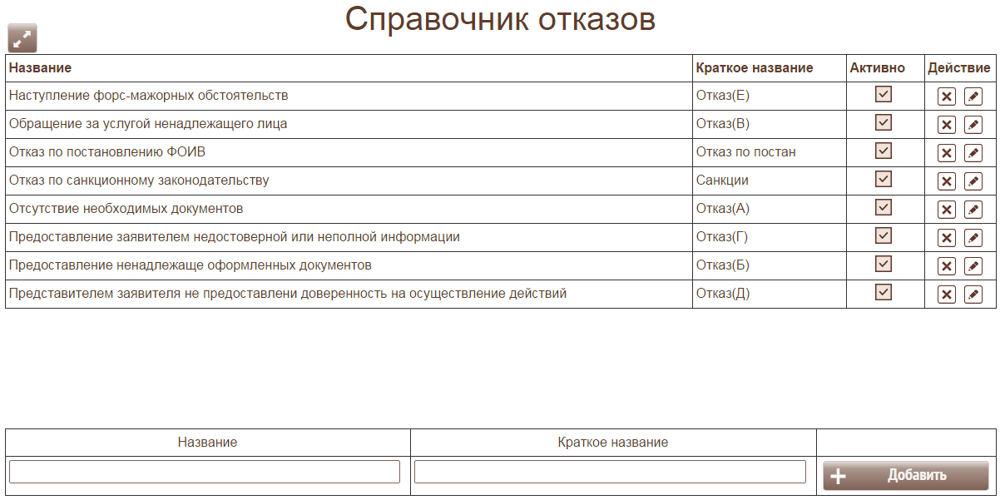 Справочник отказов
Название Краткое название Активно Действие
Наступление форс-мажорных обстоятельств Отказ(Е)
Обращение за услугой ненадлежащего лица Отказ(В)
Отказ по постановлению ФОИВ Отказ по постан
Отказ по санкционному законодательству Санкции
Отсутствие необходимых документов Отказ(А)
Предоставление заявителем недостоверной или неполной информации Отказ(Г)
Предоставление ненадлежаще оформленных документов Отказ(Б)
Представителем заявителя не предоставлени доверенность на осуществление действий Отказ(Д)
Название Краткое название
Добавить